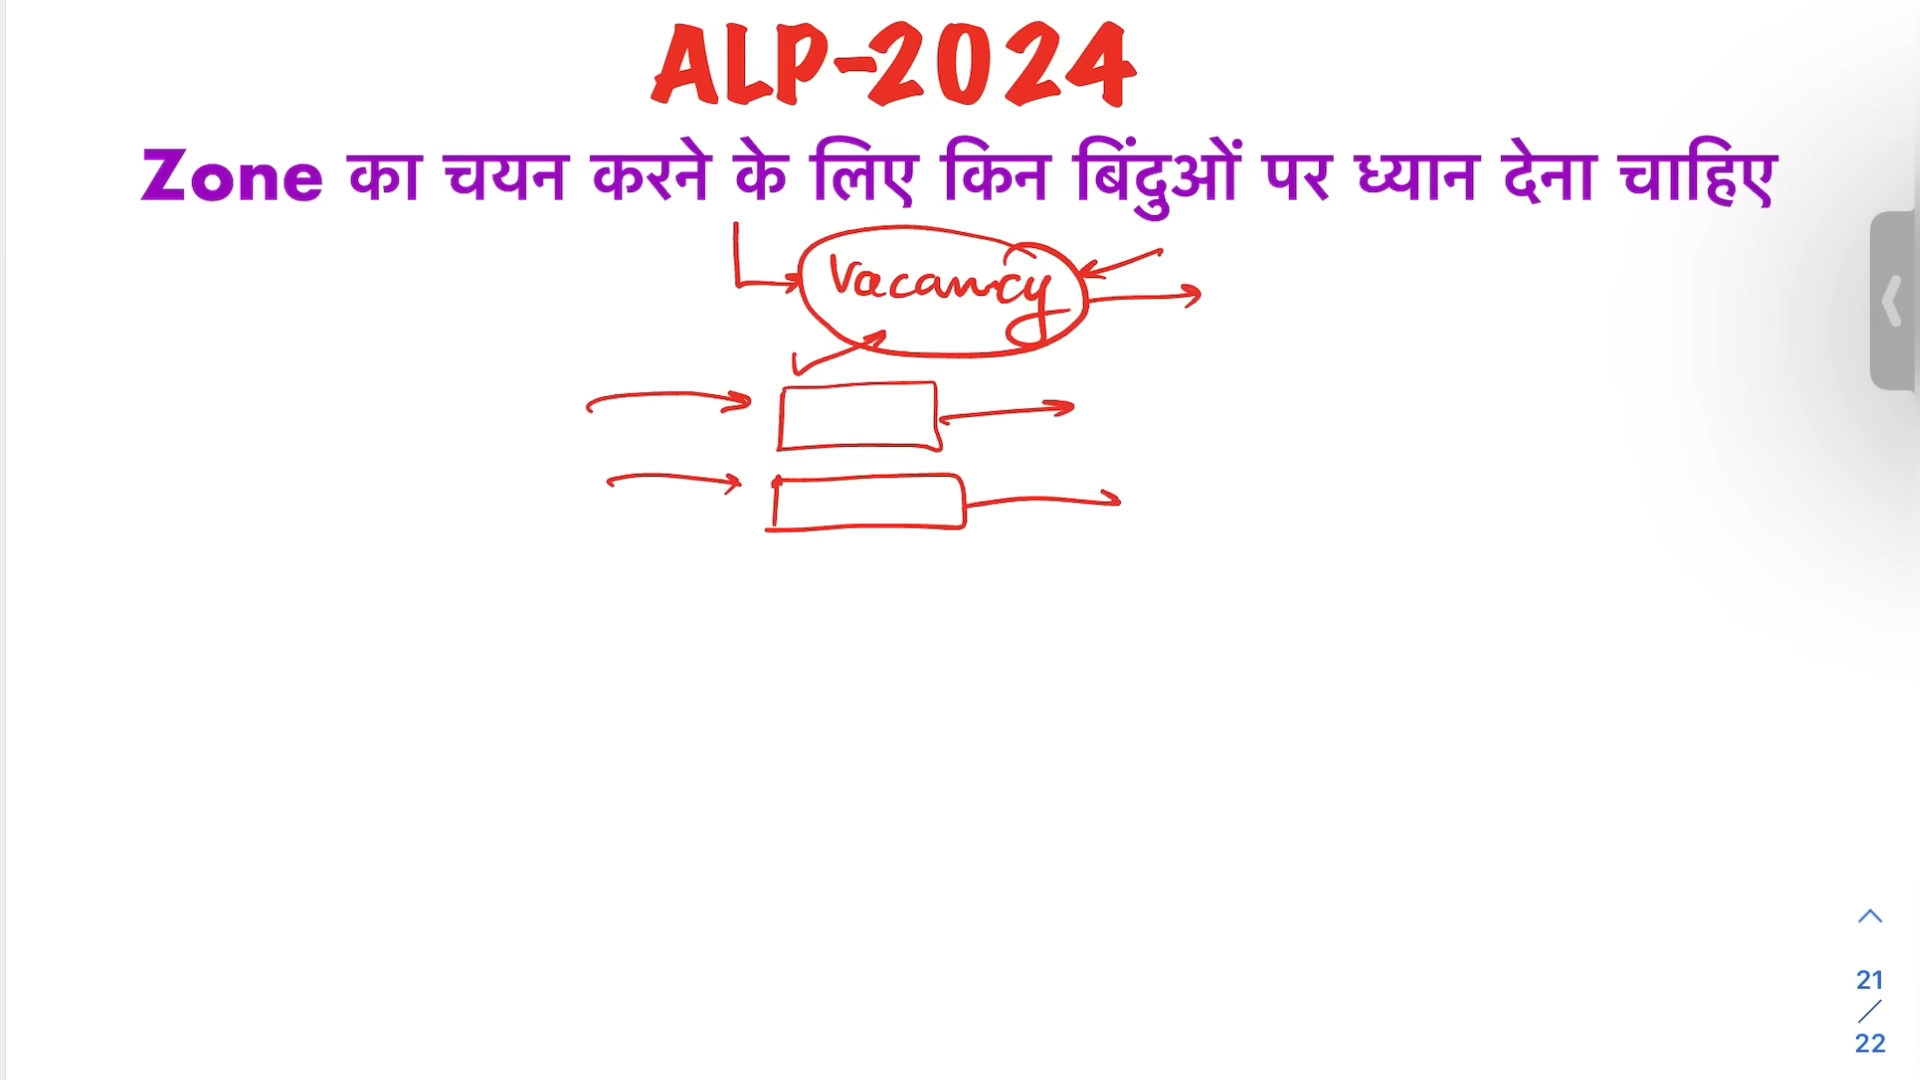 ALP-2024
Zone का चयन करने के लिए किन बिंदुओं पर ध्यान देना चाहिए
Vacancy
21
/
22